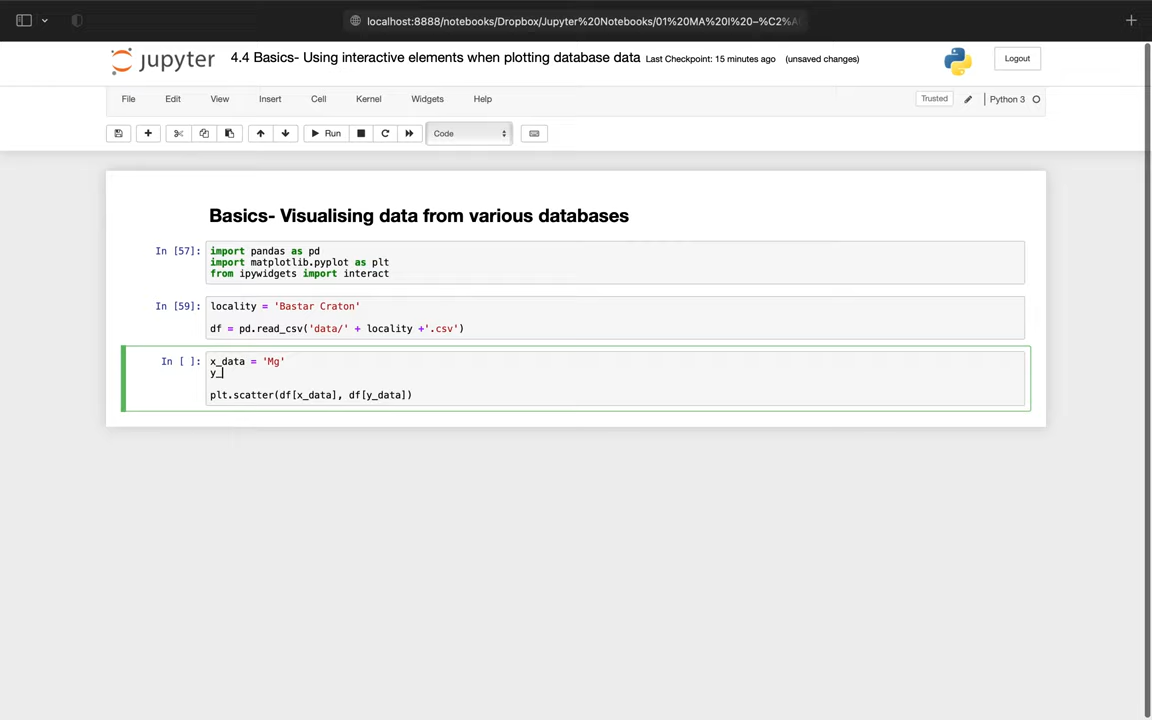 localhost:8888/notebooks/Dropbox/Jupyter%20Notebooks/01%20MA%20I%20–%C2%A
jupyter 4.4 Basics- Using interactive elements when plotting database data Last Checkpoint: 15 minutes ago (unsaved changes) Logout
File Edit View Insert Cell Kernel Widgets Help Trusted Python 3
Run Code
Basics- Visualising data from various databases
In [57]: import pandas as pd
import matplotlib.pyplot as plt
from ipywidgets import interact
In [59]: locality = 'Bastar Craton'
df = pd.read_csv('data/' + locality +'.csv')
In [ ]: x_data = 'Mg'
y_
plt.scatter(df[x_data], df[y_data])